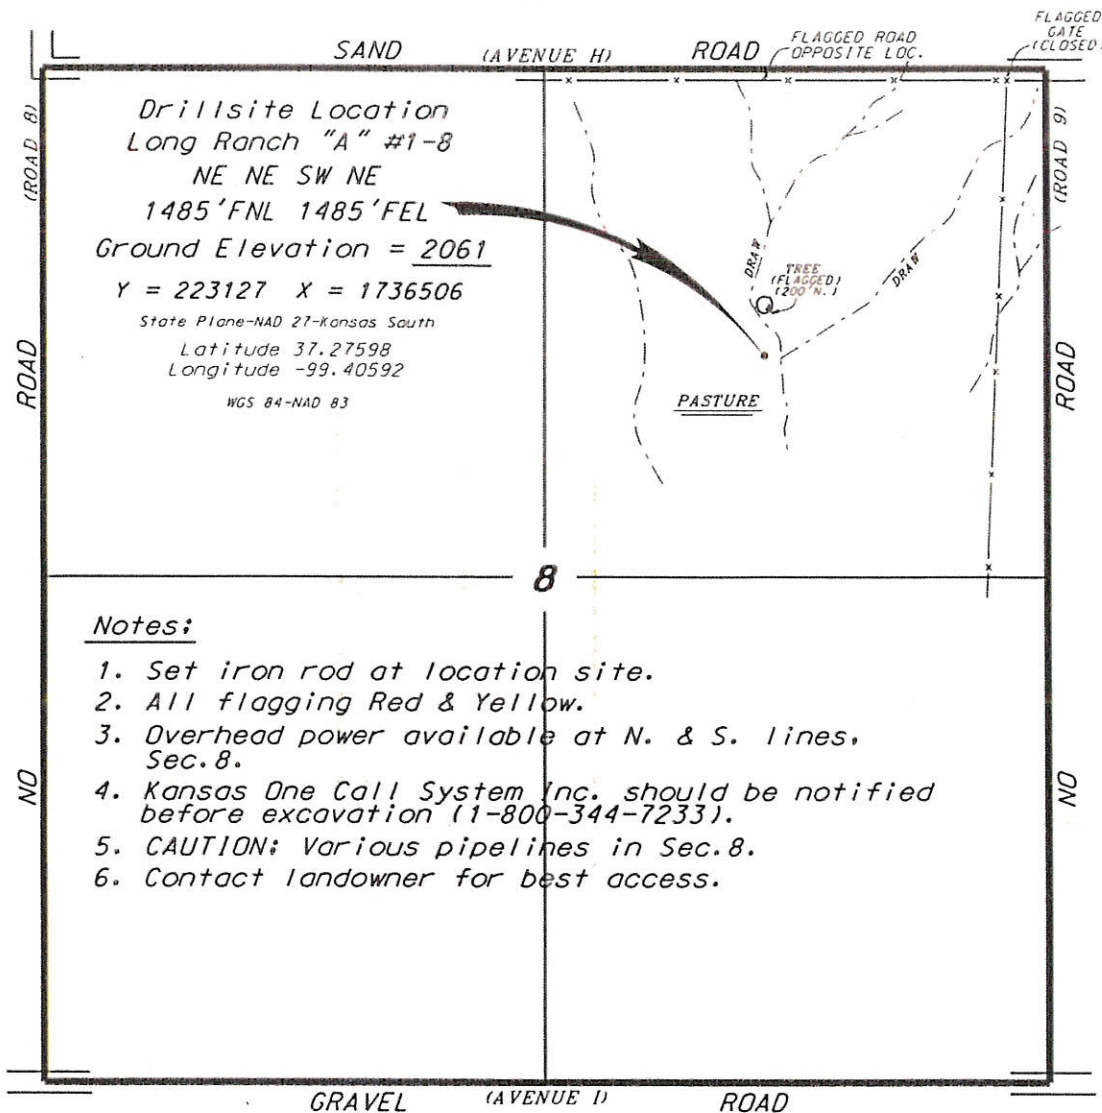 SAND (AVENUE H) ROAD
FLAGGED ROAD
OPPOSITE LOC.
FLAGGED
GATE
(CLOSED)
(ROAD 8)
ROAD
NO
Drillsite Location
Long Ranch "A" #1-8
NE NE SW NE
1485'FNL 1485'FEL
Ground Elevation = 2061
Y = 223127 X = 1736506
State Plane-NAD 27-Kansas South
Latitude 37.27598
Longitude -99.40592
WGS 84-NAD 83
DRAW
TREE
(FLAGGED)
(200'N.)
DRAW
PASTURE
(ROAD 9)
ROAD
NO
8
Notes:
1. Set iron rod at location site.
2. All flagging Red & Yellow.
3. Overhead power available at N. & S. lines,
Sec.8.
4. Kansas One Call System Inc. should be notified
before excavation (1-800-344-7233).
5. CAUTION: Various pipelines in Sec.8.
6. Contact landowner for best access.
GRAVEL (AVENUE I) ROAD